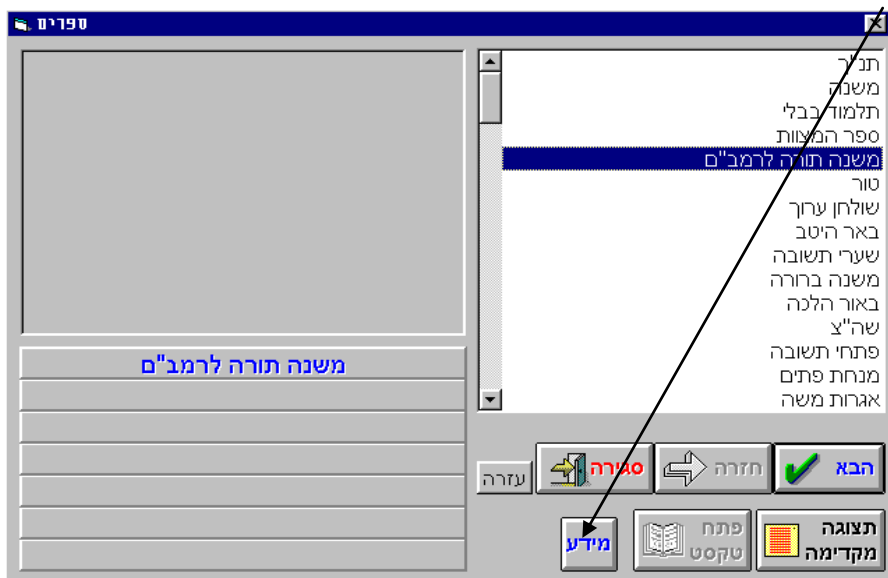 ספרים
תנ"ך
משנה
תלמוד בבלי
ספר המצוות
משנה תורה לרמב"ם
טור
שולחן ערוך
באר היטב
שערי תשובה
משנה ברורה
באור הלכה
שה"צ
פתחי תשובה
מנחת פתים
אגרות משה
משנה תורה לרמב"ם
הבא
חזרה
סגירה
עזרה
תצוגה
מקדימה
פתח
טקסט
מידע